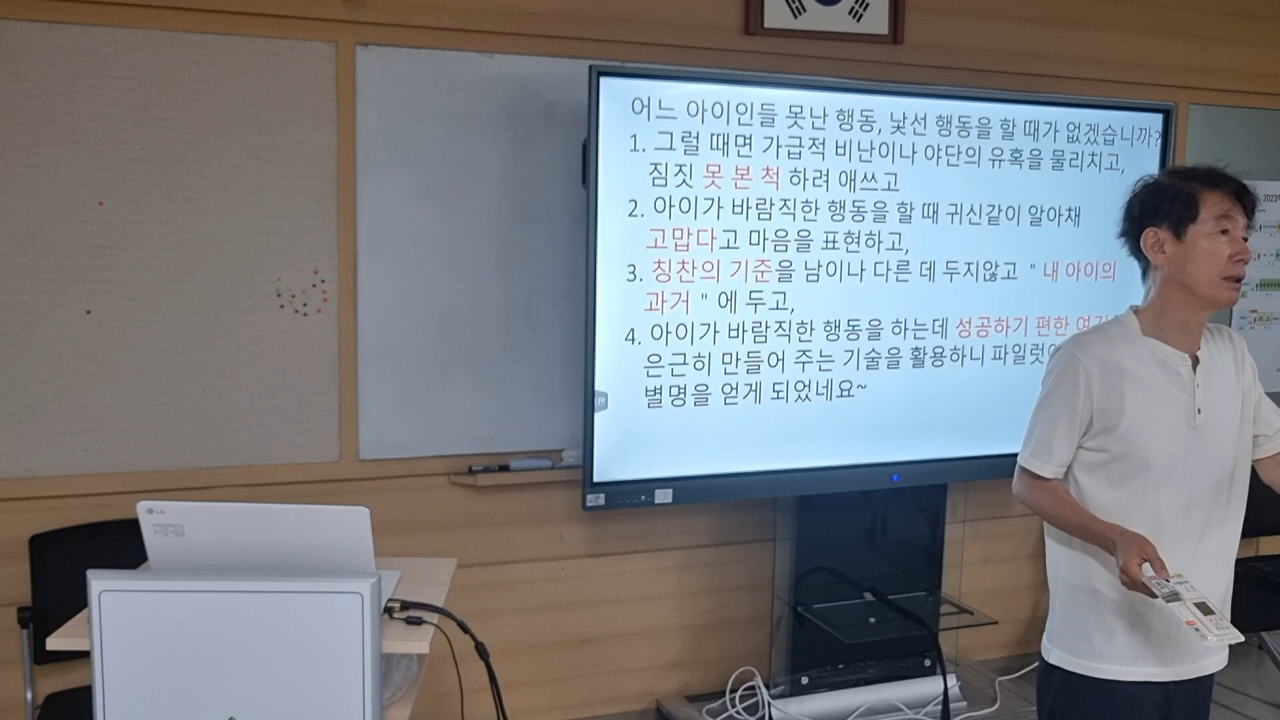 어느 아이인들 못난 행동, 낯선 행동을 할 때가 없겠습니까?
1. 그럴 때면 가급적 비난이나 야단의 유혹을 물리치고,
짐짓 못 본 척 하려 애쓰고
2. 아이가 바람직한 행동을 할 때 귀신같이 알아채
고맙다고 마음을 표현하고,
3. 칭찬의 기준을 남이나 다른 데 두지않고 " 내 아이의
과거 " 에 두고,
4. 아이가 바람직한 행동을 하는데 성공하기 편한
은근히 만들어 주는 기술을 활용하니
별명을 얻게 되었네요~
LG
2023